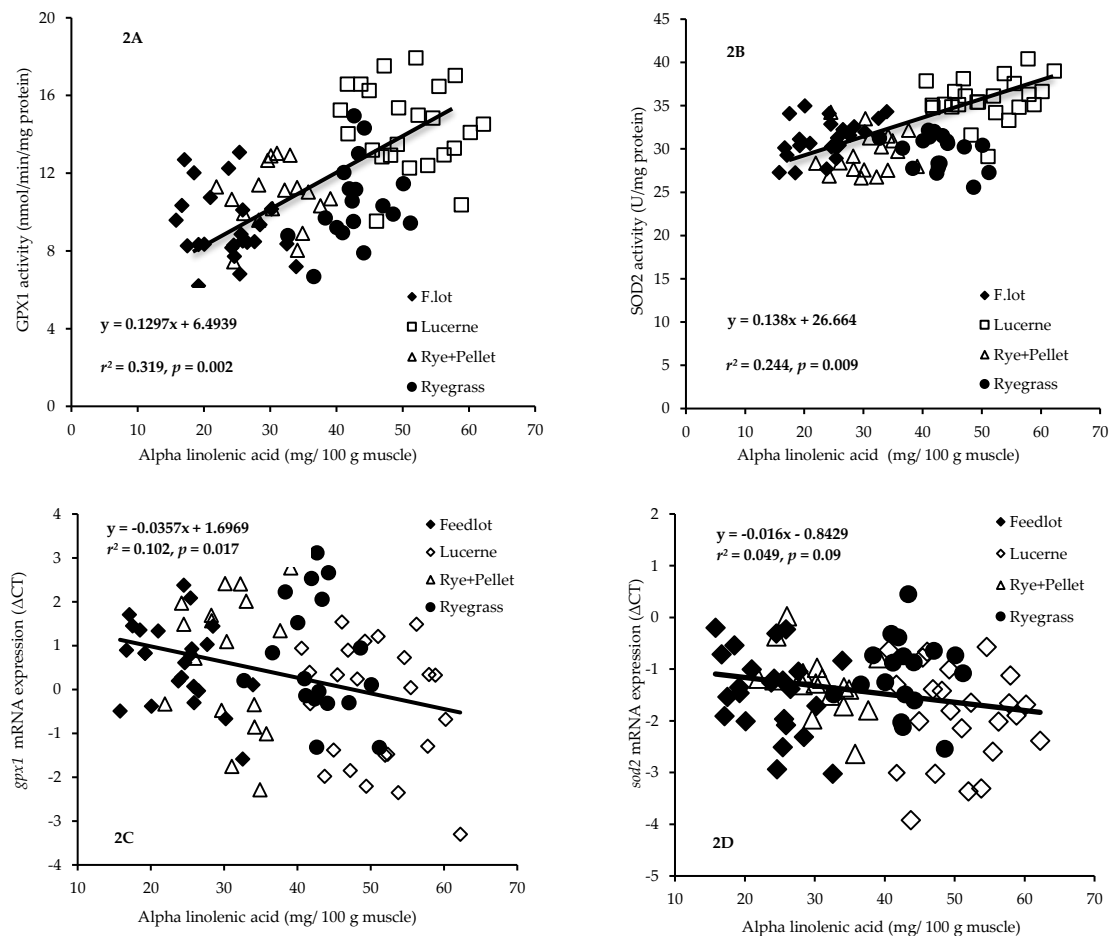 2A
GPX1 activity (nmol/min/mg protein)
20
16
12
8
4
0
F.lot
Lucerne
Rye+Pellet
Ryegrass
y = 0.1297x + 6.4939
r² = 0.319, p = 0.002
0 10 20 30 40 50 60 70
Alpha linolenic acid (mg/ 100 g muscle)
2B
SOD2 activity (U/mg protein)
45
40
35
30
25
20
15
10
5
0
F.lot
Lucerne
Rye+Pellet
Ryegrass
y = 0.138x + 26.664
r² = 0.244, p = 0.009
0 10 20 30 40 50 60 70
Alpha linolenic acid (mg/ 100 g muscle)
y = -0.0357x + 1.6969
r² = 0.102, p = 0.017
Feedlot
Lucerne
Rye+Pellet
Ryegrass
gpx1 mRNA expression (ΔCT)
4
3
2
1
0
-1
-2
-3
-4
2C
10 20 30 40 50 60 70
Alpha linolenic acid (mg/ 100 g muscle)
y = -0.016x - 0.8429
r² = 0.049, p = 0.09
Feedlot
Lucerne
Rye+Pellet
Ryegrass
sod2 mRNA expression (ΔCT)
2
1
0
-1
-2
-3
-4
-5
2D
10 20 30 40 50 60 70
Alpha linolenic acid (mg/ 100 g muscle)